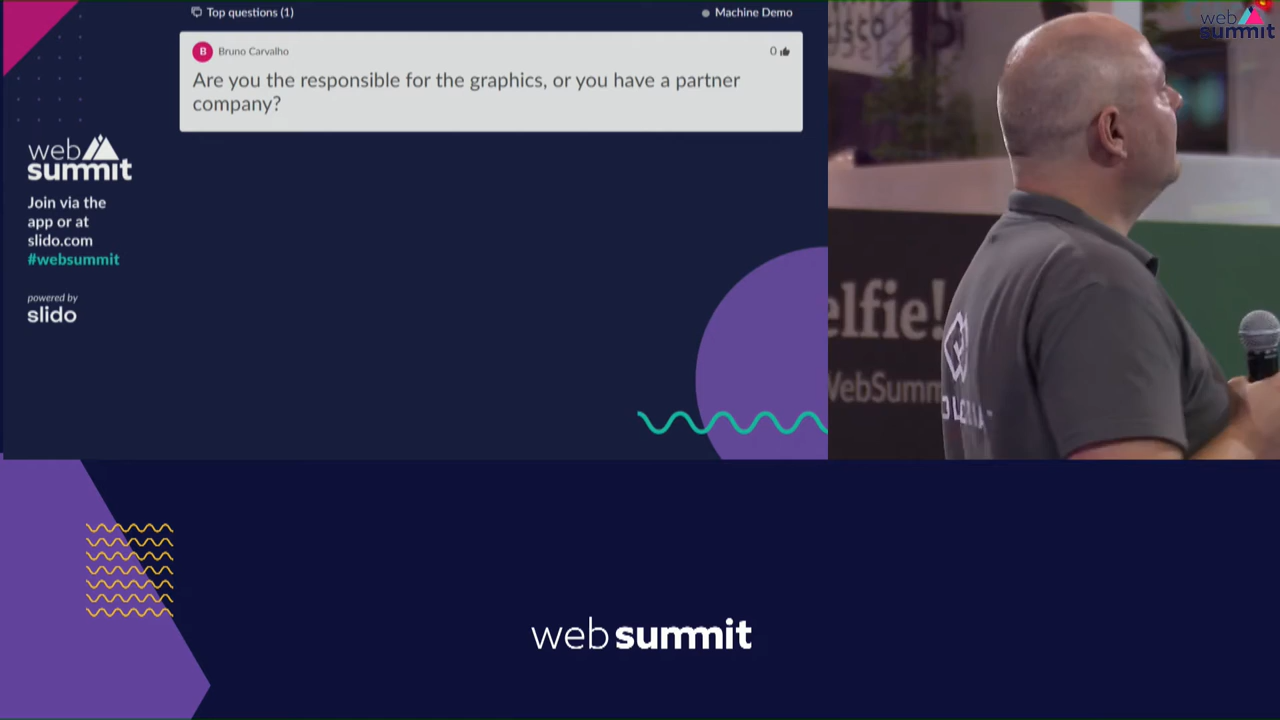 Top questions (1)
Machine Demo
B
Bruno Carvalho
0
Are you the responsible for the graphics, or you have a partner
company?
web
summit
Join via the
app or at
slido.com
#websummit
powered by
slido
web
summit
elfie!
WebSumm
web summit